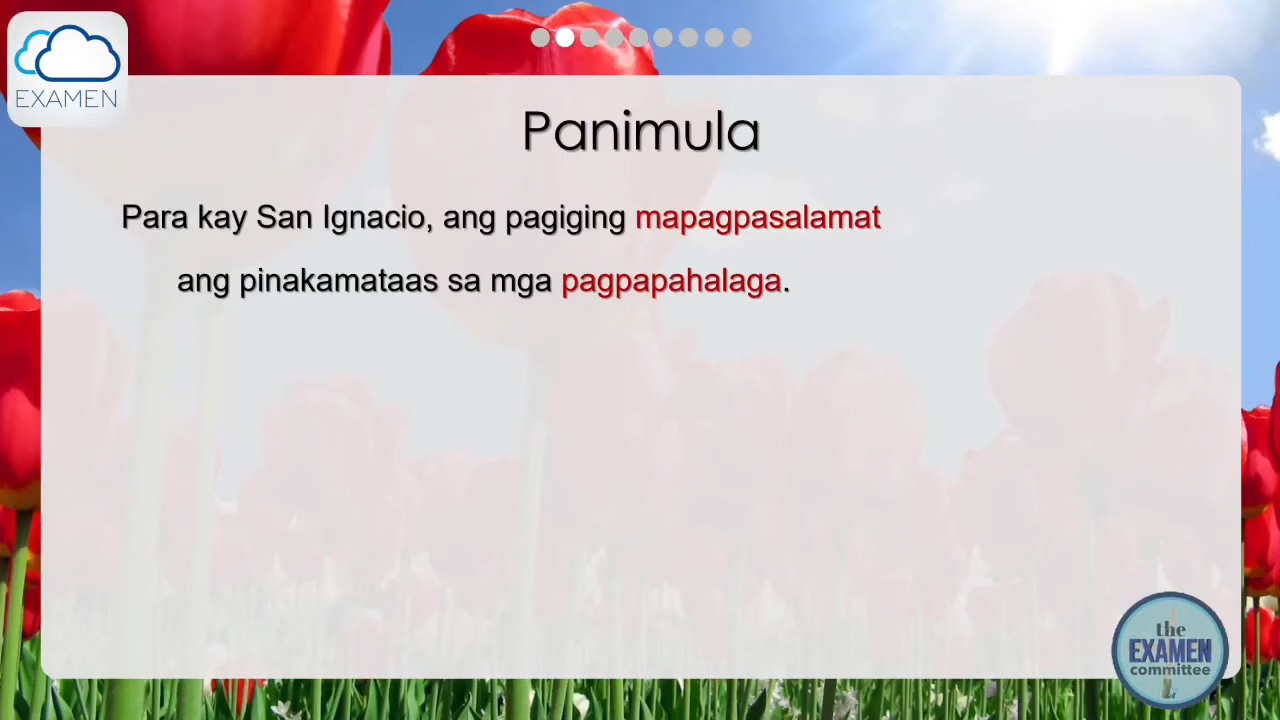 EXAMEN
Panimula
Para kay San Ignacio, ang pagiging mapagpasalamat
ang pinakamataas sa mga pagpapahalaga.
the
EXAMEN
committee